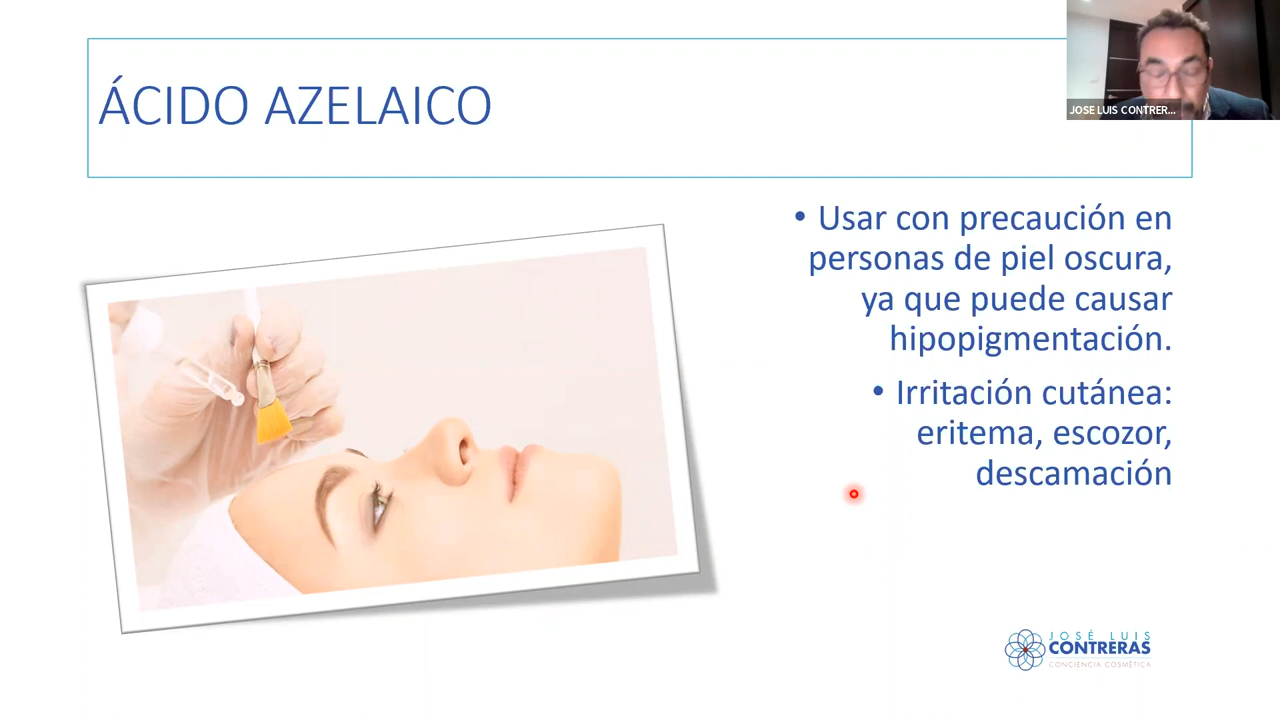 ÁCIDO AZELAICO
JOSE LUIS CONTRER...
• Usar con precaución en
personas de piel oscura,
ya que puede causar
hipopigmentación.
• Irritación cutánea:
eritema, escozor,
descamación
JOSÉ LUIS
CONTRERAS
CONCIENCIA COSMÉTICA